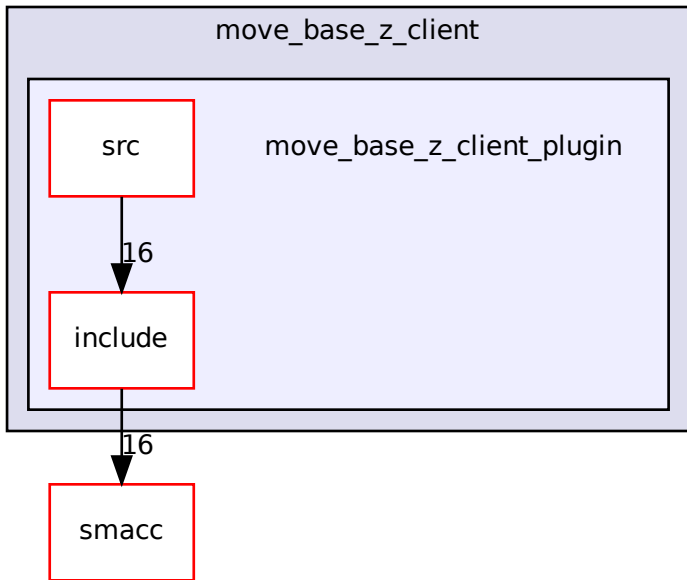 move_base_z_client
src
move_base_z_client_plugin
16
include
16
smacc